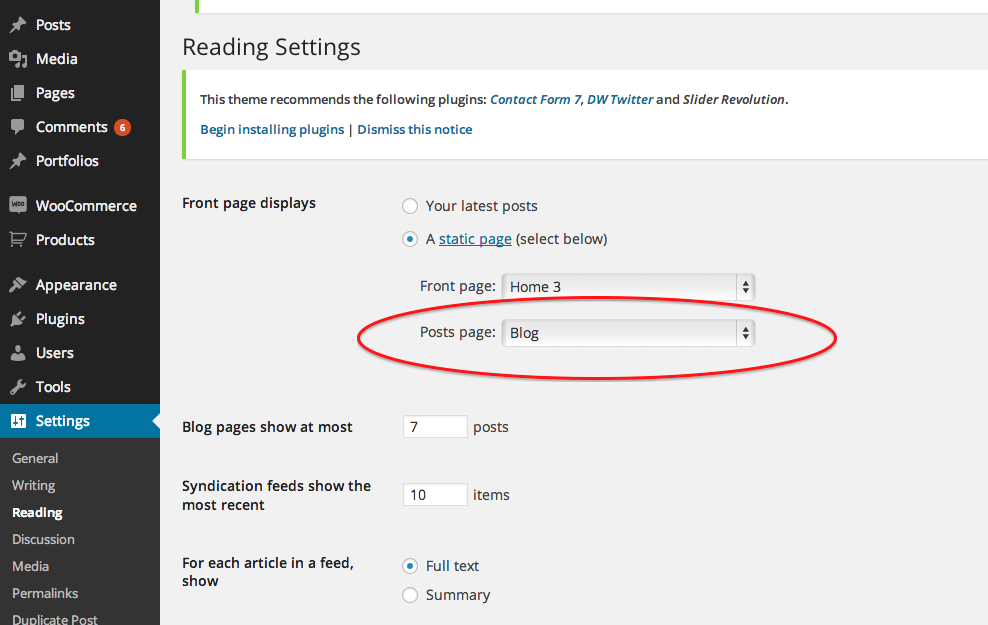 Posts
Media
Pages
Comments 6
Portfolios
WOO WooCommerce
Products
Appearance
Plugins
Users
Tools
Settings
General
Writing
Reading
Discussion
Media
Permalinks
Duplicate Post
Reading Settings
This theme recommends the following plugins: Contact Form 7, DW Twitter and Slider Revolution.
Begin installing plugins | Dismiss this notice
Front page displays
Your latest posts
A static page (select below)
Front page: Home 3
Posts page: Blog
Blog pages show at most 7 posts
Syndication feeds show the
most recent
10 items
For each article in a feed,
show
Full text
Summary